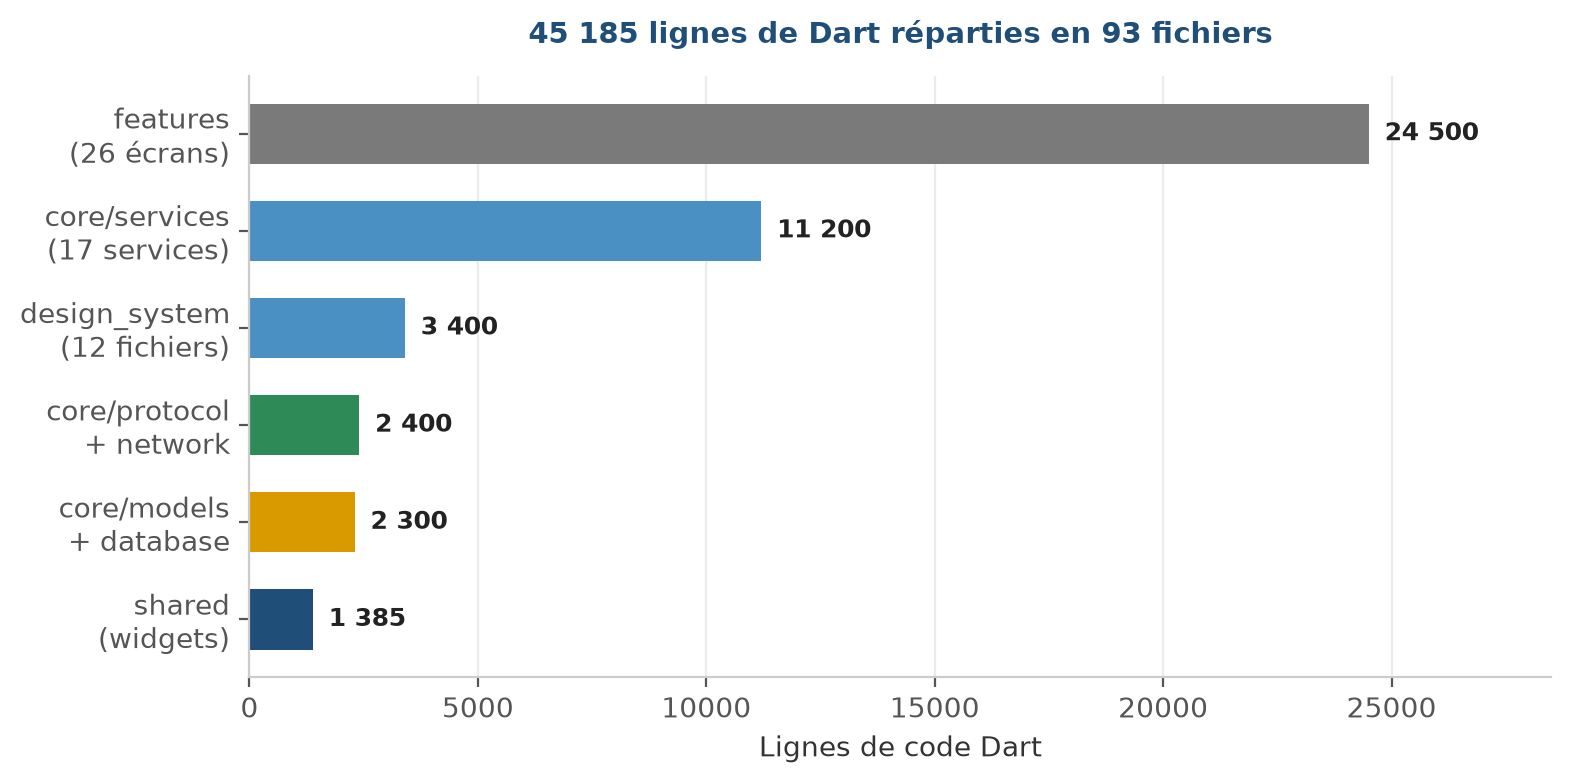 45 185 lignes de Dart réparties en 93 fichiers
features
(26 écrans)
24 500
core/services
(17 services)
11 200
design_system
(12 fichiers)
3 400
core/protocol
+ network
2 400
core/models
+ database
2 300
shared
(widgets)
1 385
0 5000 10000 15000 20000 25000
Lignes de code Dart